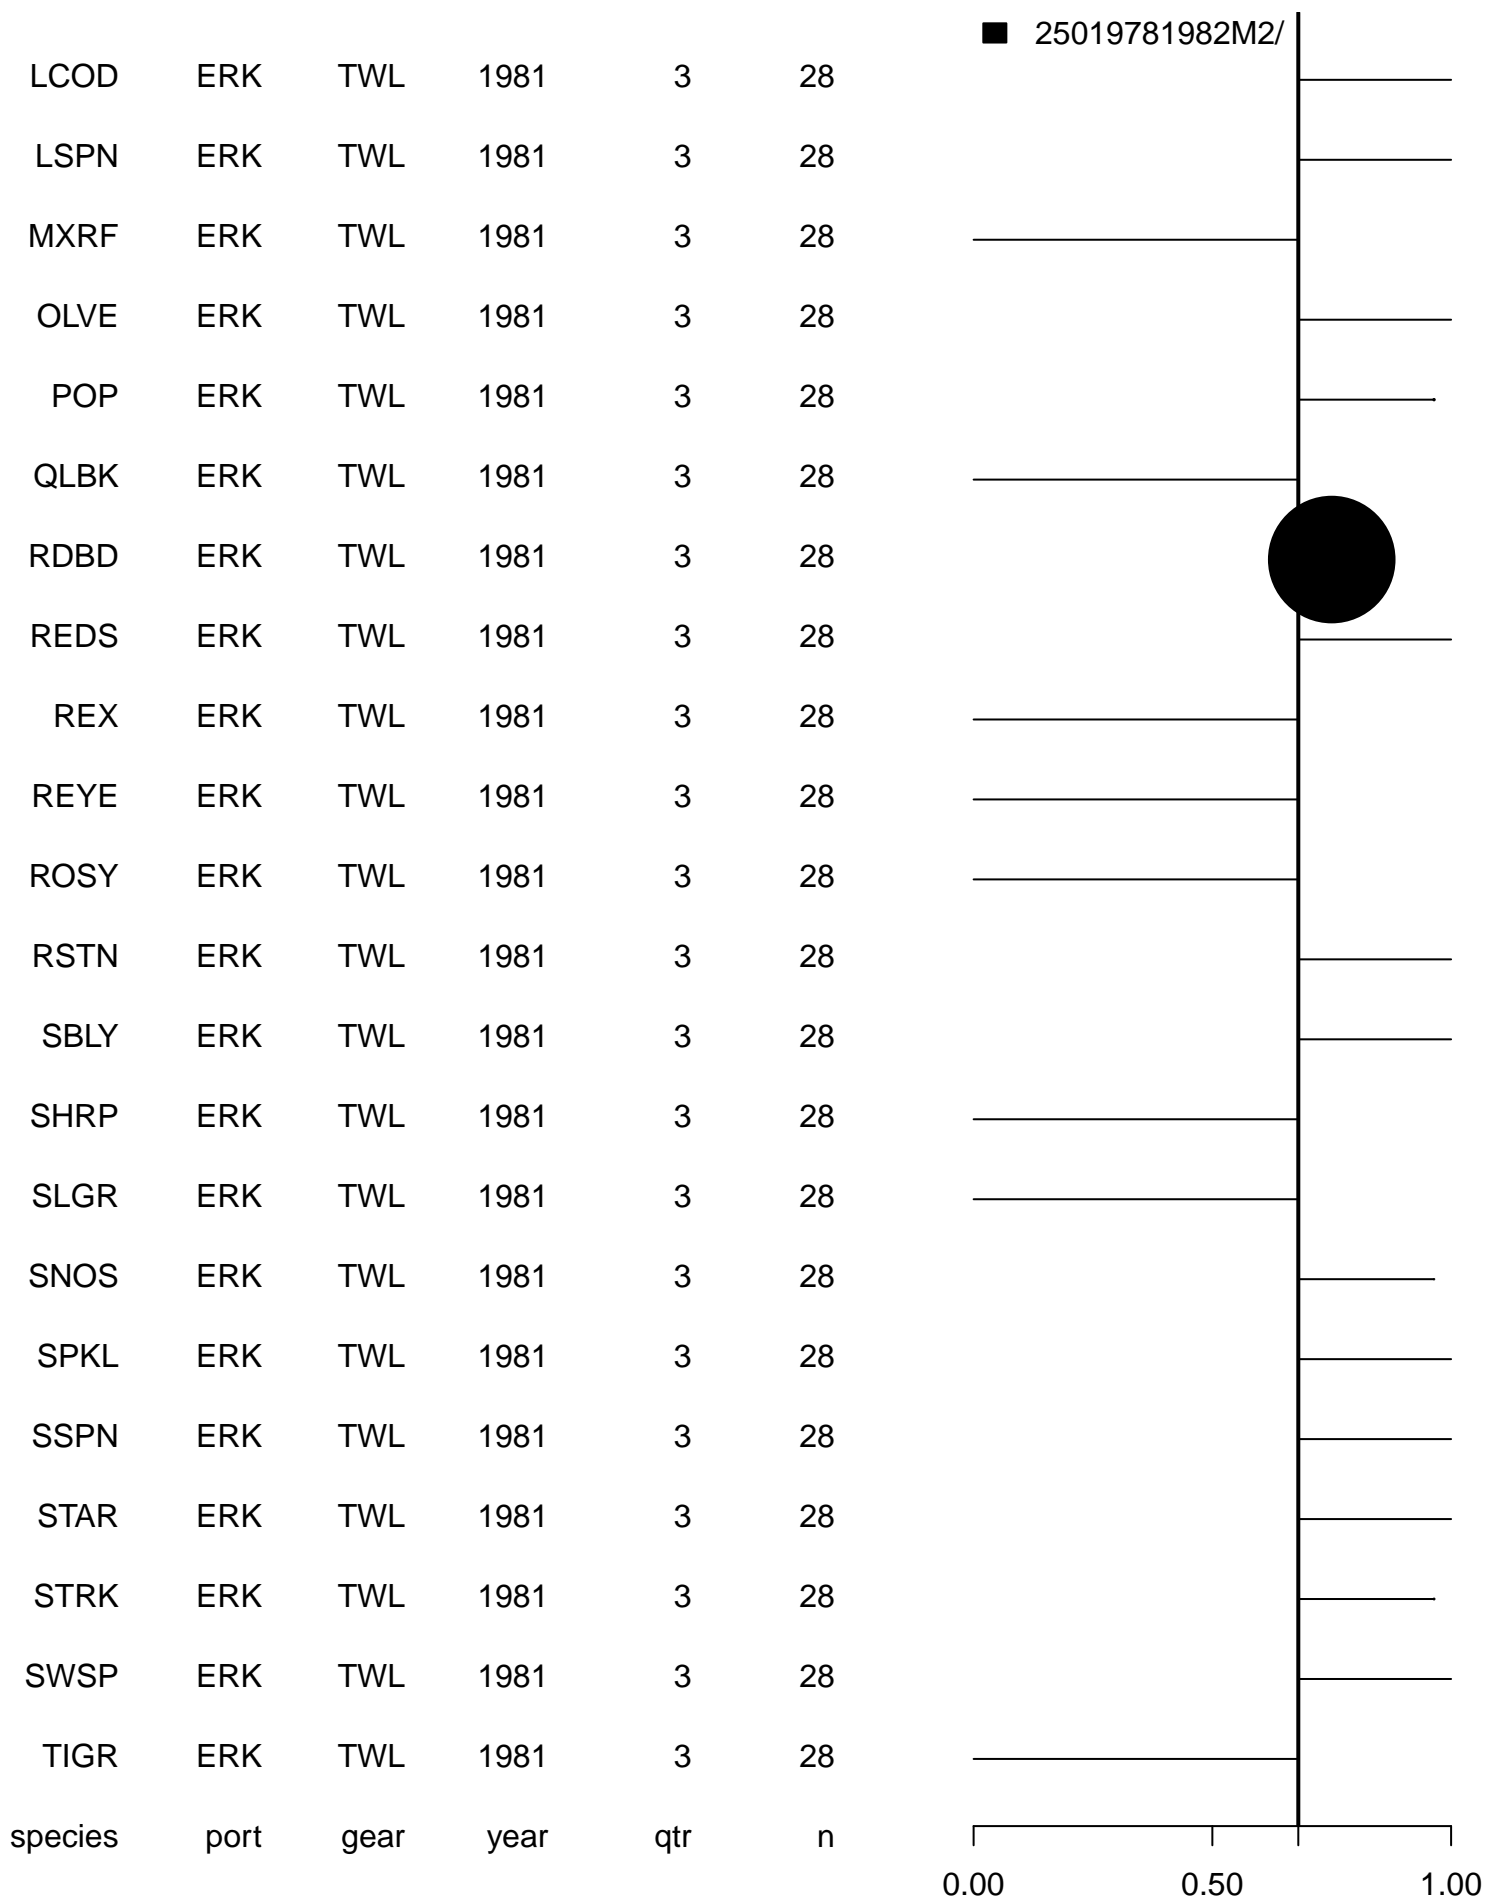 25019781982M2/
LCOD ERK TWL 1981 3 28
LSPN ERK TWL 1981 3 28
MXRF ERK TWL 1981 3 28
OLVE ERK TWL 1981 3 28
POP ERK TWL 1981 3 28
QLBK ERK TWL 1981 3 28
RDBD ERK TWL 1981 3 28
REDS ERK TWL 1981 3 28
REX ERK TWL 1981 3 28
REYE ERK TWL 1981 3 28
ROSY ERK TWL 1981 3 28
RSTN ERK TWL 1981 3 28
SBLY ERK TWL 1981 3 28
SHRP ERK TWL 1981 3 28
SLGR ERK TWL 1981 3 28
SNOS ERK TWL 1981 3 28
SPKL ERK TWL 1981 3 28
SSPN ERK TWL 1981 3 28
STAR ERK TWL 1981 3 28
STRK ERK TWL 1981 3 28
SWSP ERK TWL 1981 3 28
TIGR ERK TWL 1981 3 28
species port gear year qtr n
0.00 0.50 1.00